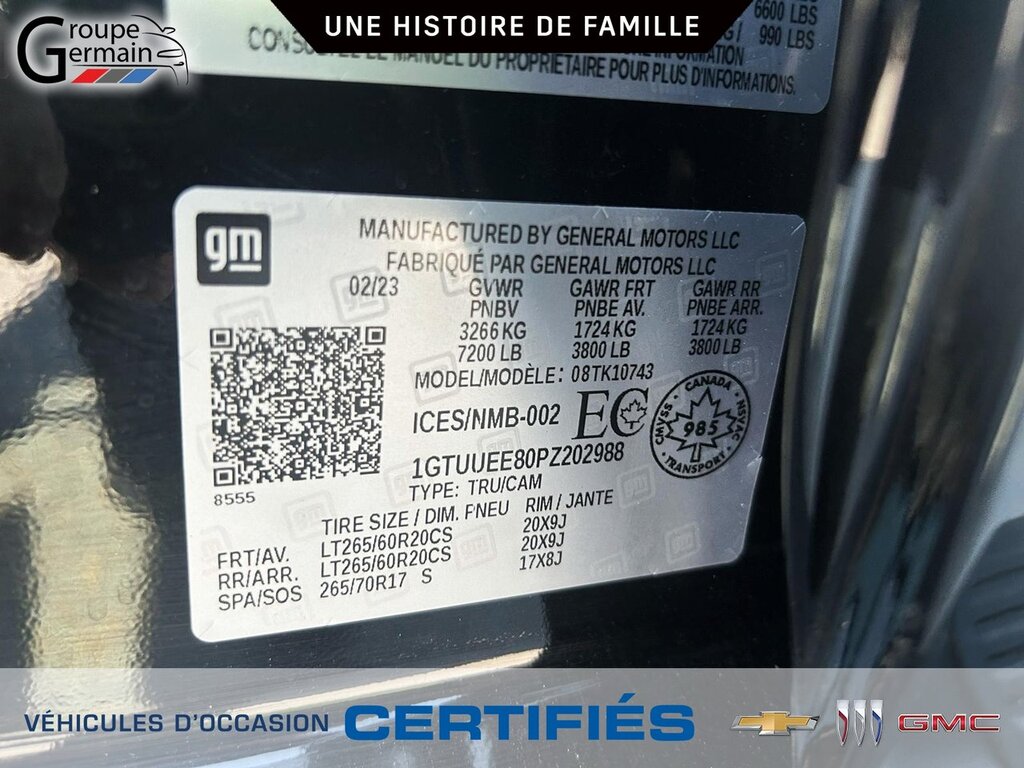 Groupe
Germain
UNE HISTOIRE DE FAMILLE
6600 LBS
990 LBS
LE MANUEL DU PROPRIÉTAIRE POUR PLUS D'INFORMATIONS.
gm
MANUFACTURED BY GENERAL MOTORS LLC
FABRIQUÉ PAR GENERAL MOTORS LLC
02/23 GVWR GAWR FRT GAWR RR
PNBV PNBE AV. PNBE ARR.
3266 KG 1724 KG 1724 KG
7200 LB 3800 LB 3800 LB
MODEL/MODÈLE: 08TK10743
ICES/NMB-002 EC
CANADA
CMVSS 985 NSVAC
TRANSPORT
1GTUUEE80PZ202988
8555
TYPE: TRU/CAM
TIRE SIZE / DIM. PNEU RIM / JANTE
FRT/AV. LT265/60R20CS 20X9J
RR/ARR. LT265/60R20CS 20X9J
SPA/SOS 265/70R17 S 17X8J
VÉHICULES D'OCCASION CERTIFIÉS GMC